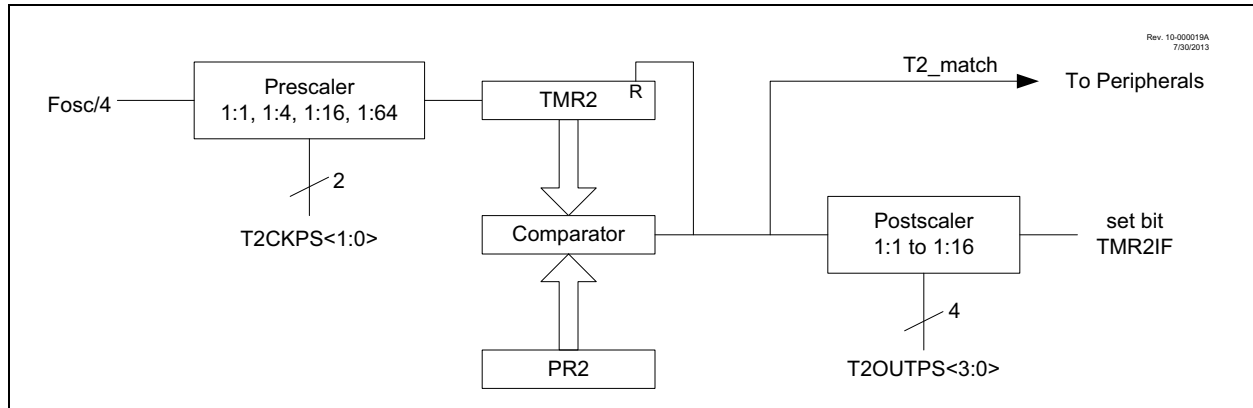 Rev. 10-000019A
7/30/2013
T2_match
To Peripherals
Fosc/4
Prescaler
1:1, 1:4, 1:16, 1:64
TMR2
R
2
T2CKPS<1:0>
Comparator
Postscaler
1:1 to 1:16
set bit
TMR2IF
4
T2OUTPS<3:0>
PR2